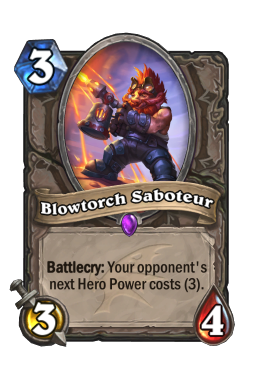 3
Blowtorch Saboteur
Battlecry: Your opponent's
next Hero Power costs (3).
3
4